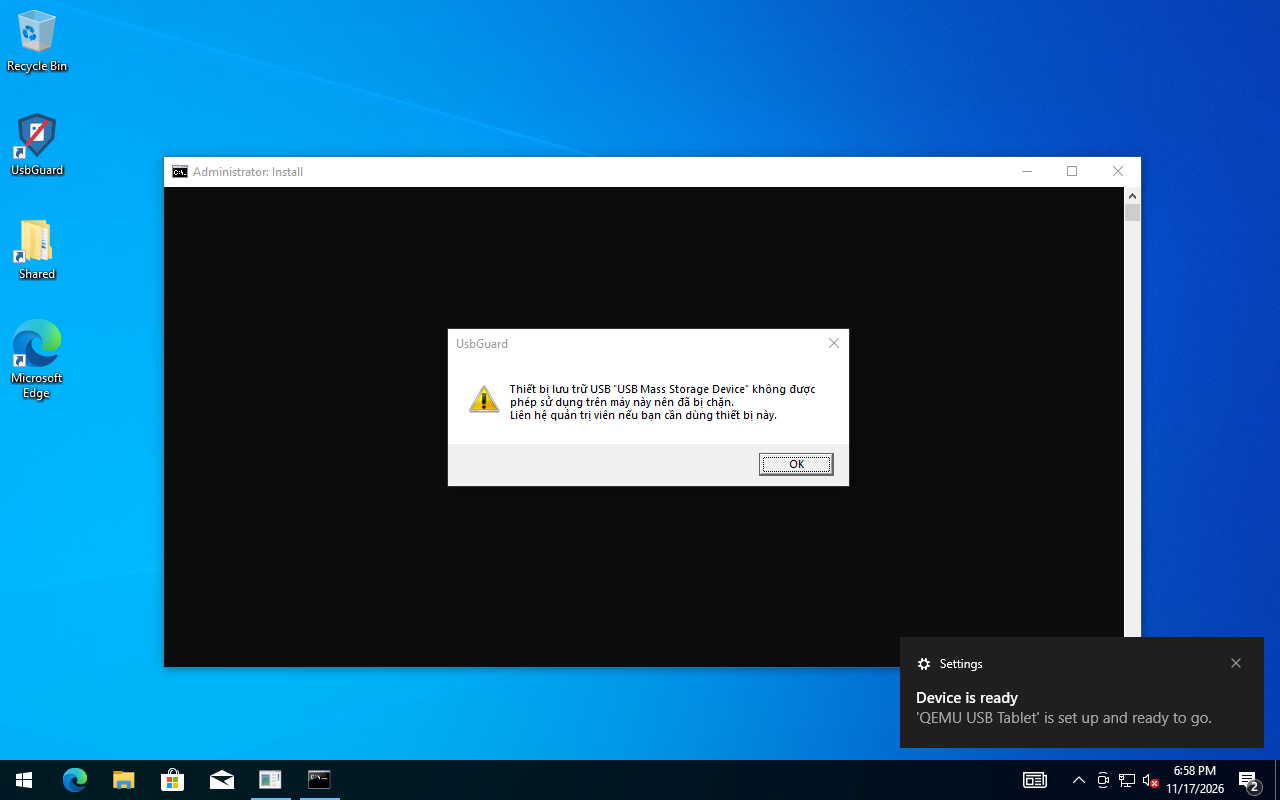 Recycle Bin
UsbGuard
Shared
Microsoft
Edge
Administrator: Install
UsbGuard
Thiết bị lưu trữ USB "USB Mass Storage Device" không được
phép sử dụng trên máy này nên đã bị chặn.
Liên hệ quản trị viên nếu bạn cần dùng thiết bị này.
OK
Settings
Device is ready
'QEMU USB Tablet' is set up and ready to go.
6:58 PM
11/17/2026
2